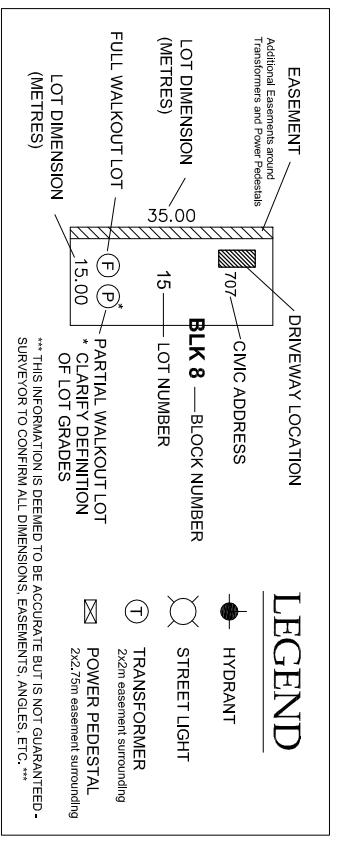 LEGEND
HYDRANT
STREET LIGHT
T
TRANSFORMER
2x2m easement surrounding
POWER PEDESTAL
2x2.75m easement surrounding
EASEMENT
Additional Easements around
Transformers and Power Pedestals
DRIVEWAY LOCATION
707
CIVIC ADDRESS
BLK 8
BLOCK NUMBER
15
LOT NUMBER
LOT DIMENSION
(METRES)
35.00
FULL WALKOUT LOT
F
P
*
PARTIAL WALKOUT LOT
* CLARIFY DEFINITION
OF LOT GRADES
LOT DIMENSION
(METRES)
15.00
*** THIS INFORMATION IS DEEMED TO BE ACCURATE BUT IS NOT GUARANTEED -
SURVEYOR TO CONFIRM ALL DIMENSIONS, EASEMENTS, ANGLES, ETC. ***